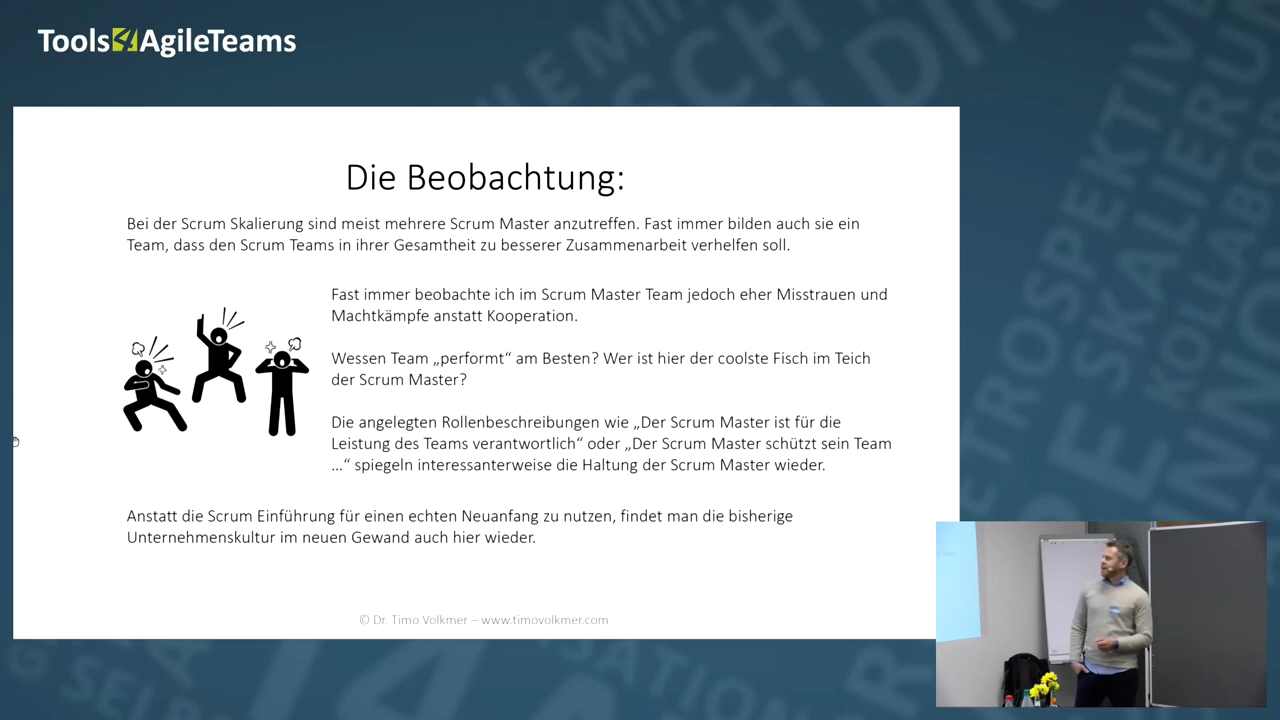 Tools4AgileTeams
Die Beobachtung:
Bei der Scrum Skalierung sind meist mehrere Scrum Master anzutreffen. Fast immer bilden auch sie ein
Team, dass den Scrum Teams in ihrer Gesamtheit zu besserer Zusammenarbeit verhelfen soll.
Fast immer beobachte ich im Scrum Master Team jedoch eher Misstrauen und
Machtkämpfe anstatt Kooperation.
Wessen Team „performt“ am Besten? Wer ist hier der coolste Fisch im Teich
der Scrum Master?
Die angelegten Rollenbeschreibungen wie „Der Scrum Master ist für die
Leistung des Teams verantwortlich“ oder „Der Scrum Master schützt sein Team
...“ spiegeln interessanterweise die Haltung der Scrum Master wieder.
Anstatt die Scrum Einführung für einen echten Neuanfang zu nutzen, findet man die bisherige
Unternehmenskultur im neuen Gewand auch hier wieder.
© Dr. Timo Volkmer – www.timovolkmer.com